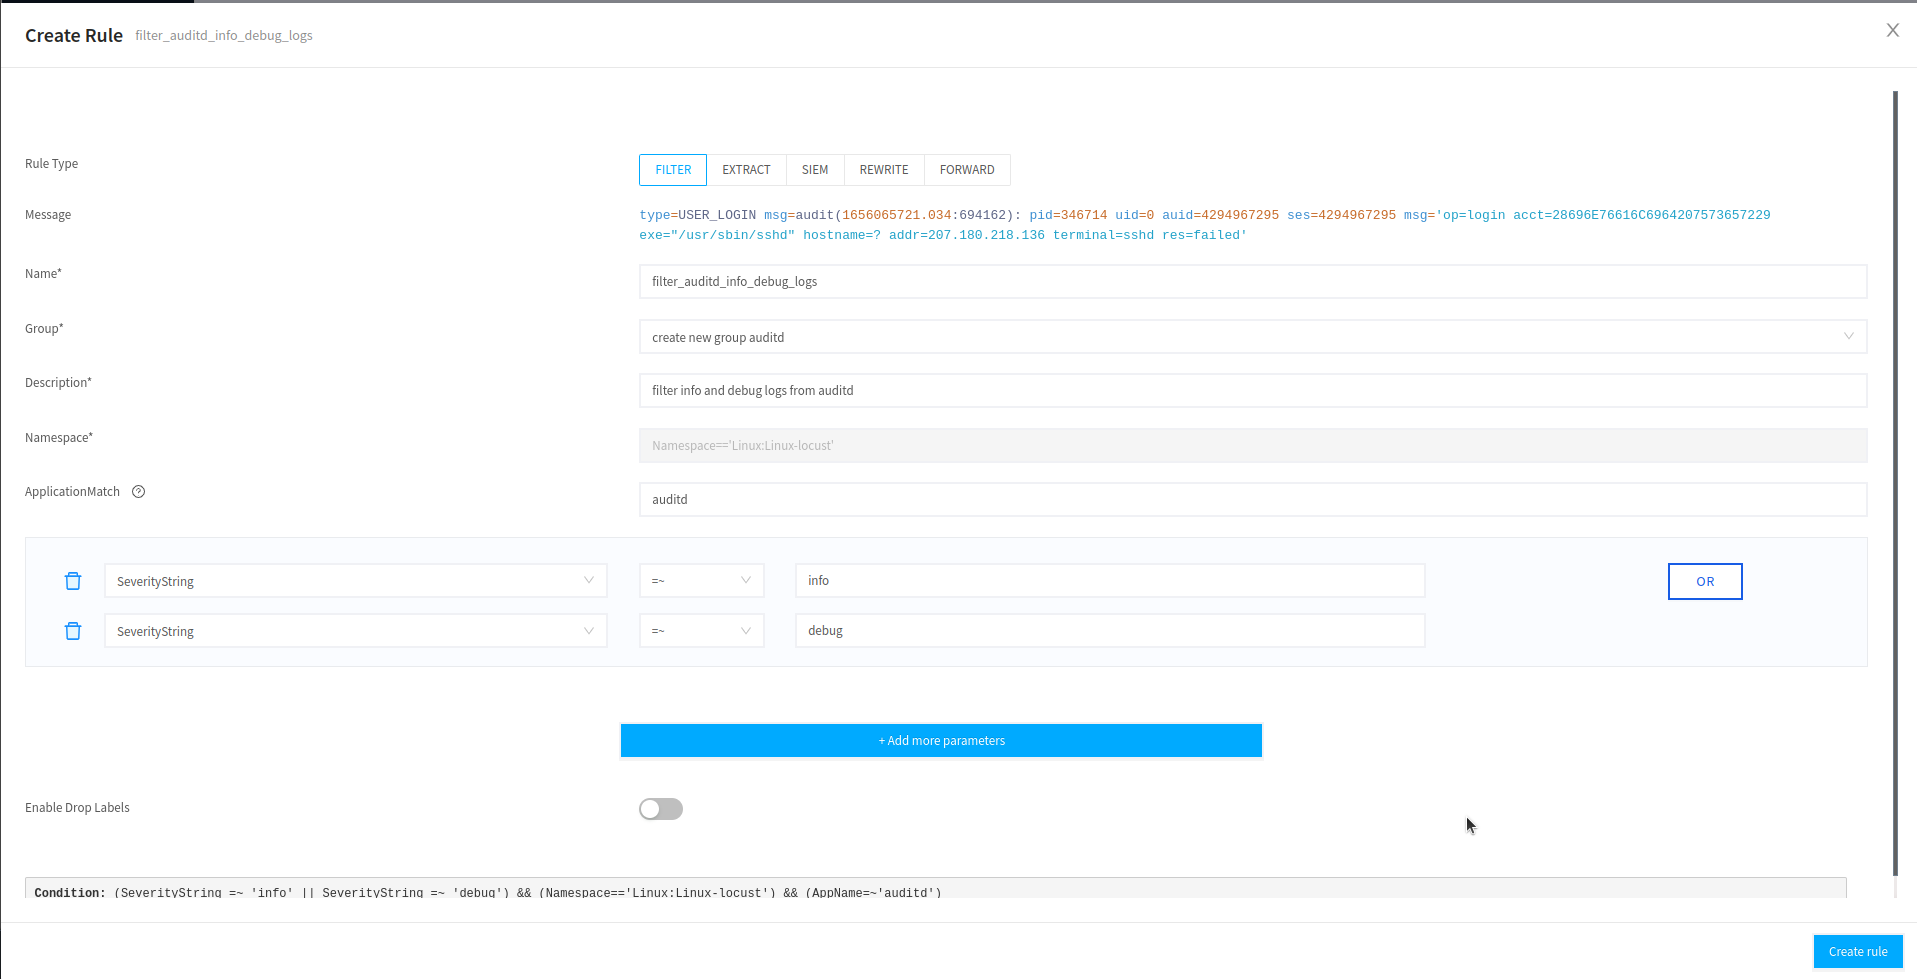 Create Rule filter_auditd_info_debug_logs
Rule Type
FILTER EXTRACT SIEM REWRITE FORWARD
Message
type=USER_LOGIN msg=audit(1656065721.034:694162): pid=346714 uid=0 auid=4294967295 ses=4294967295 msg='op=login acct=28696E76616C6964207573657229
exe="/usr/sbin/sshd" hostname=? addr=207.180.218.136 terminal=sshd res=failed'
Name*
filter_auditd_info_debug_logs
Group*
create new group auditd
Description*
filter info and debug logs from auditd
Namespace*
Namespace=='Linux:Linux-locust'
ApplicationMatch ?
auditd
SeverityString =~ info OR
SeverityString =~ debug
+ Add more parameters
Enable Drop Labels
Condition: (SeverityString =~ 'info' || SeverityString =~ 'debug') && (Namespace=='Linux:Linux-locust') && (AppName=~'auditd')
Create rule